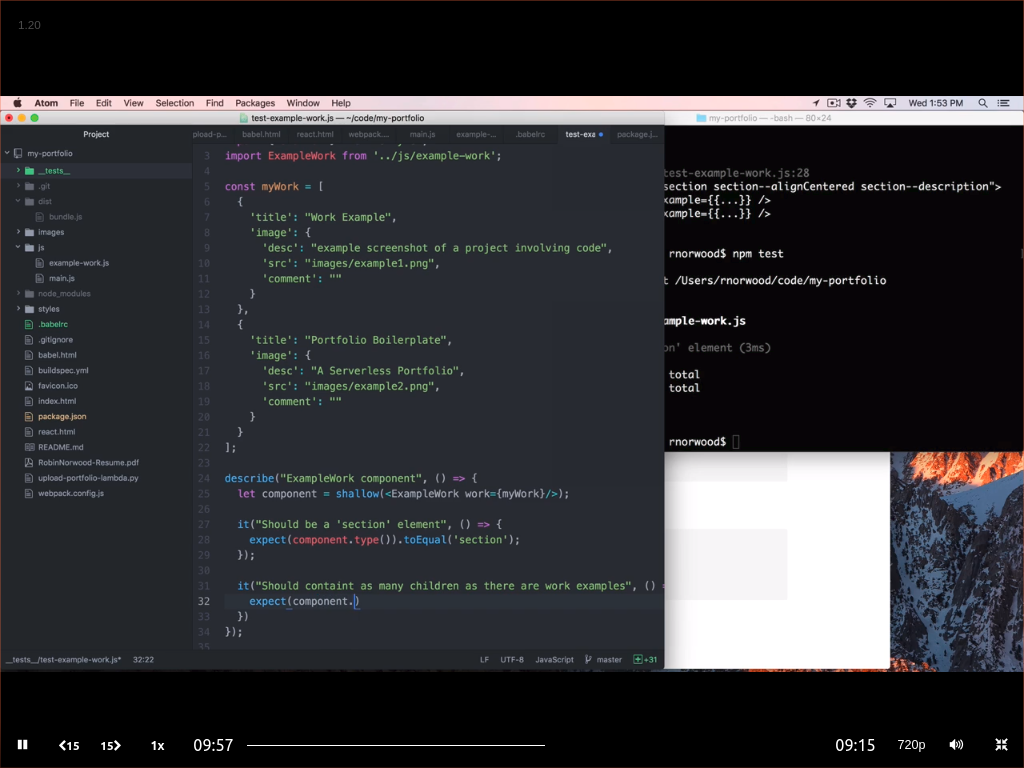 1.20
Atom File Edit View Selection Find Packages Window Help Wed 1:53 PM
test-example-work.js — ~/code/my-portfolio
my-portfolio — -bash — 80×24
Project
pload-p... babel.html react.html webpack.... main.js example-... .babelrc test-exa package.j...
my-portfolio
__tests__
.git
dist
bundle.js
images
js
example-work.js
main.js
node_modules
styles
.babelrc
.gitignore
babel.html
buildspec.yml
favicon.ico
index.html
package.json
react.html
README.md
RobinNorwood-Resume.pdf
upload-portfolio-lambda.py
webpack.config.js
3 import ExampleWork from '../js/example-work';
4
5 const myWork = [
6 {
7 'title': "Work Example",
8 'image': {
9 'desc': "example screenshot of a project involving code",
10 'src': "images/example1.png",
11 'comment': ""
12 }
13 },
14 {
15 'title': "Portfolio Boilerplate",
16 'image': {
17 'desc': "A Serverless Portfolio",
18 'src': "images/example2.png",
19 'comment': ""
20 }
21 }
22 ];
23
24 describe("ExampleWork component", () => {
25 let component = shallow(<ExampleWork work={myWork}/>);
26
27 it("Should be a 'section' element", () => {
28 expect(component.type()).toEqual('section');
29 });
30
31 it("Should containt as many children as there are work examples", ()
32 expect(component.)
33 })
34 });
35
test-example-work.js:28
section section--alignCentered section--description">
xample={{...}} />
xample={{...}} />
rnorwood$ npm test
t /Users/rnorwood/code/my-portfolio
ample-work.js
on' element (3ms)
total
total
rnorwood$
__tests__/test-example-work.js* 32:22 LF UTF-8 JavaScript master +31
15 15 1x 09:57 09:15 720p